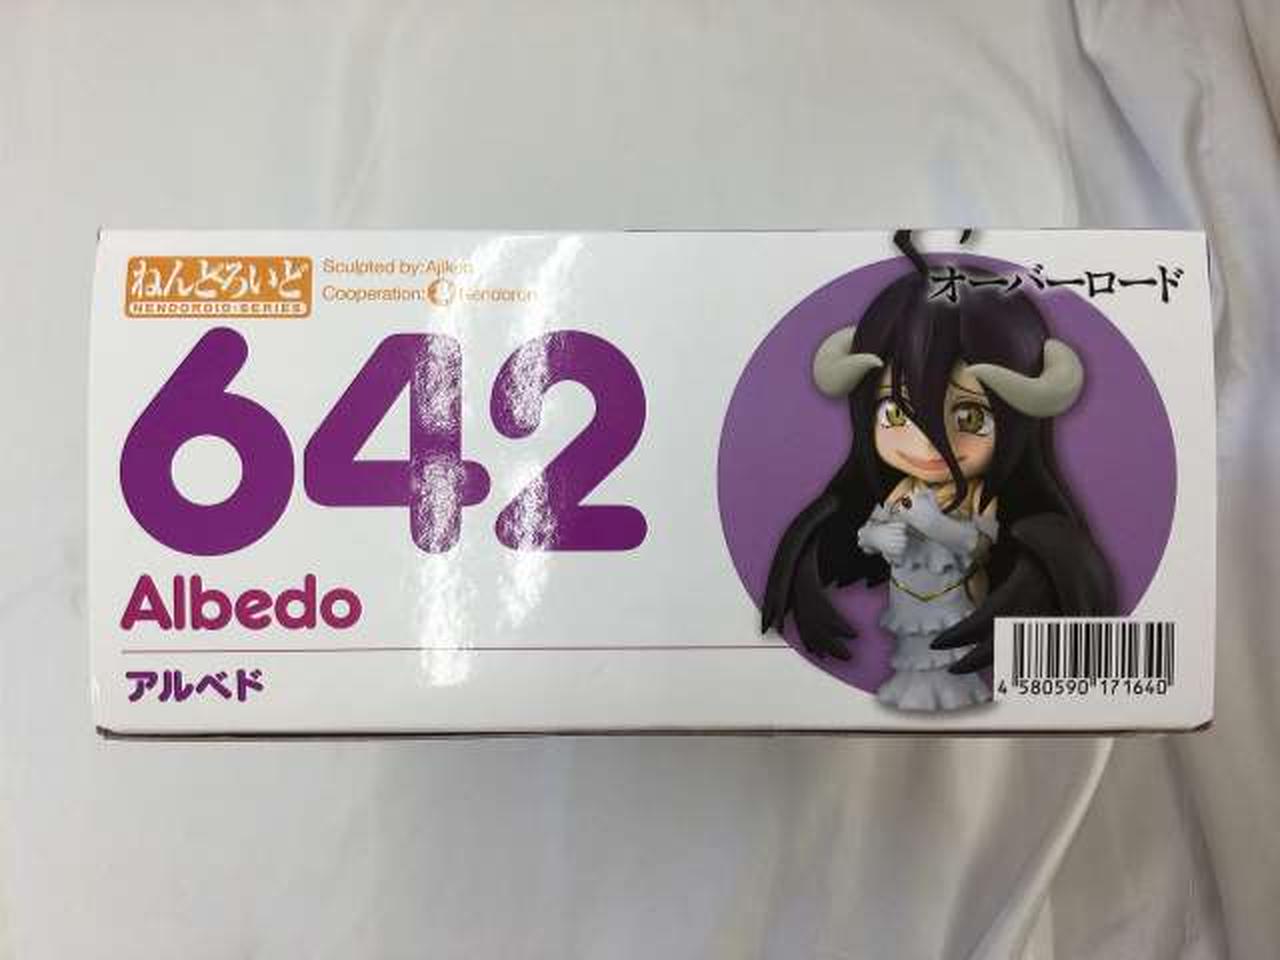 ねんどろいど
NENDOROID SERIES
Sculpted by:Ajiken
Cooperation: Nendoron
オーバーロード
642
Albedo
アルベド
4 580590 171640